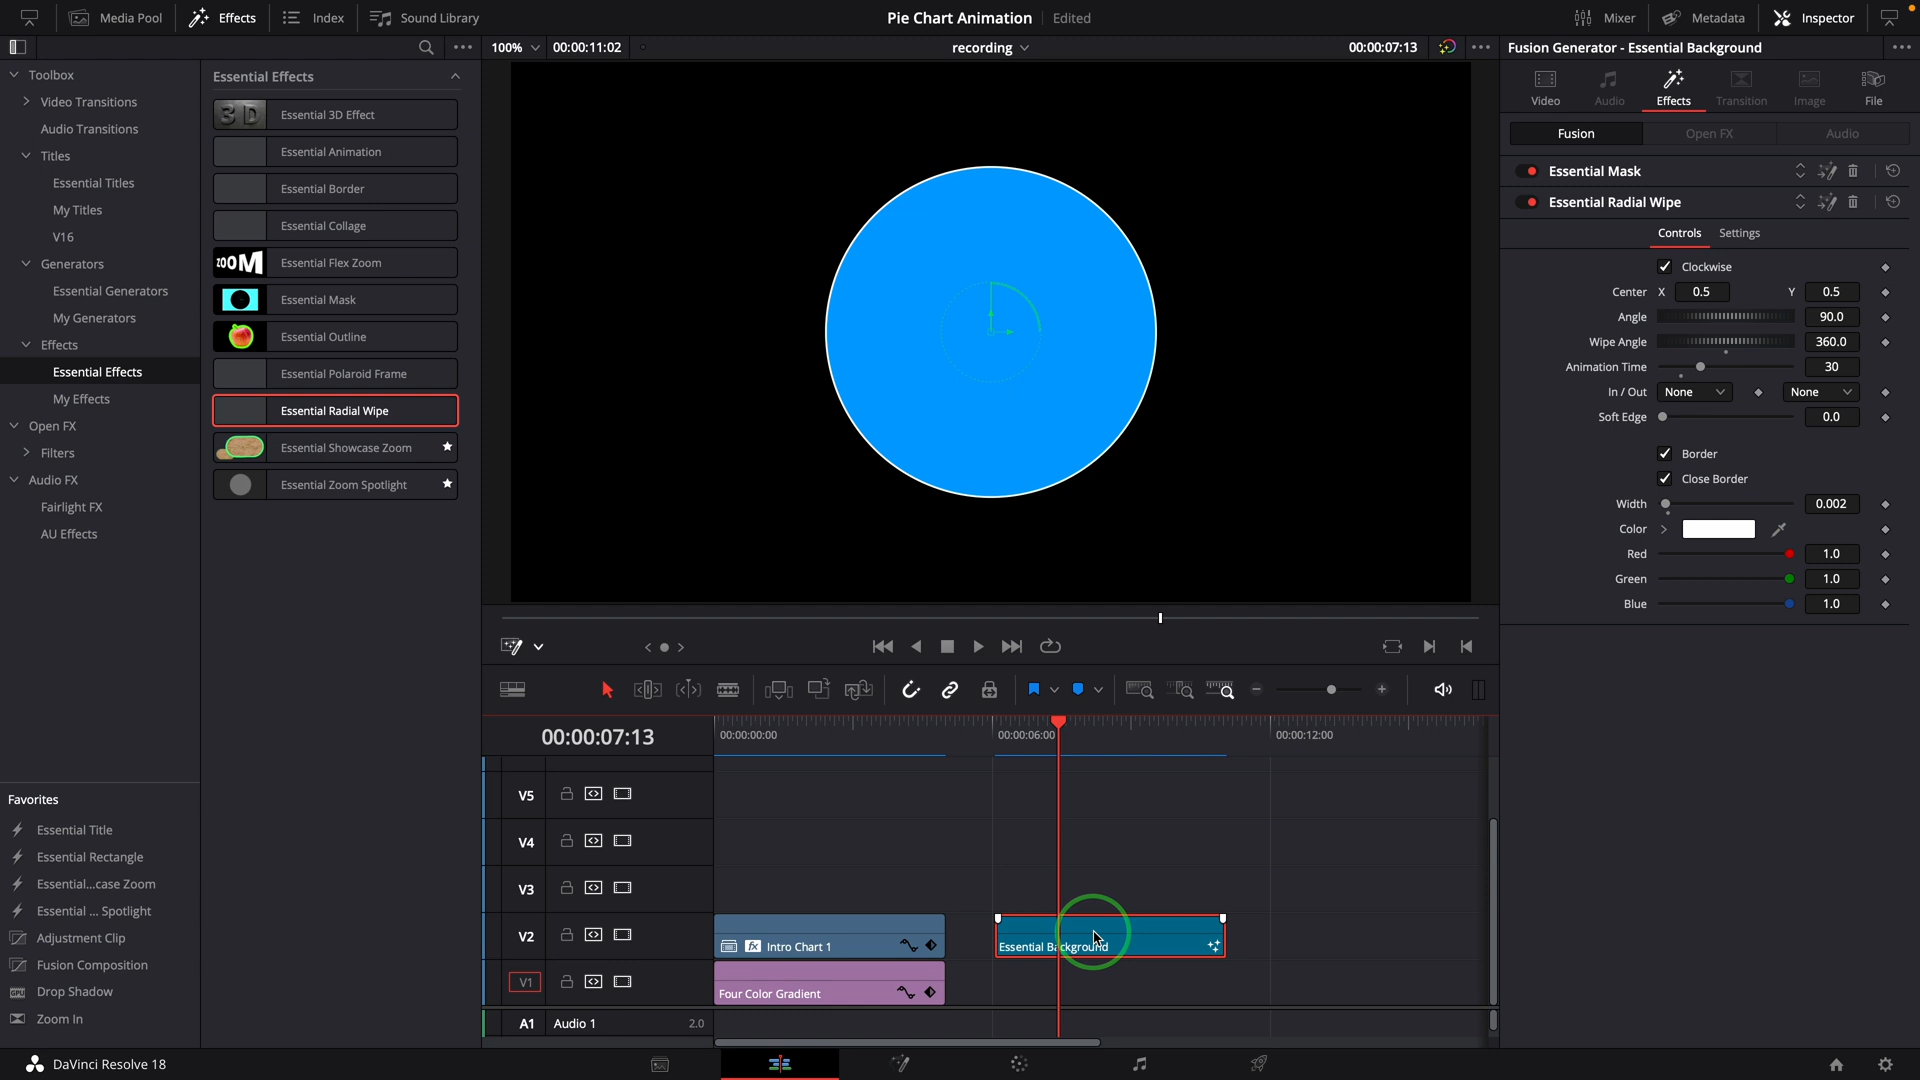 Media Pool
Effects
Index
Sound Library
Pie Chart Animation
Edited
Mixer
Metadata
Inspector
100%
00:00:11:02
recording
00:00:07:13
Fusion Generator - Essential Background
Toolbox
Video Transitions
Audio Transitions
Titles
Essential Titles
My Titles
V16
Generators
Essential Generators
My Generators
Effects
Essential Effects
My Effects
Open FX
Filters
Audio FX
Fairlight FX
AU Effects
Favorites
Essential Title
Essential Rectangle
Essential...case Zoom
Essential ... Spotlight
Adjustment Clip
Fusion Composition
Drop Shadow
Zoom In
Essential Effects
3D
Essential 3D Effect
Essential Animation
Essential Border
Essential Collage
ZOOM
Essential Flex Zoom
Essential Mask
Essential Outline
Essential Polaroid Frame
Essential Radial Wipe
Essential Showcase Zoom
Essential Zoom Spotlight
Video
Audio
Effects
Transition
Image
File
Fusion
Open FX
Audio
Essential Mask
Essential Radial Wipe
Controls
Settings
Clockwise
Center X 0.5 Y 0.5
Angle 90.0
Wipe Angle 360.0
Animation Time 30
In / Out None None
Soft Edge 0.0
Border
Close Border
Width 0.002
Color
Red 1.0
Green 1.0
Blue 1.0
00:00:07:13
00:00:00:00
00:00:06:00
00:00:12:00
V5
V4
V3
V2
fx Intro Chart 1
Essential Background
V1
Four Color Gradient
A1 Audio 1 2.0
DaVinci Resolve 18